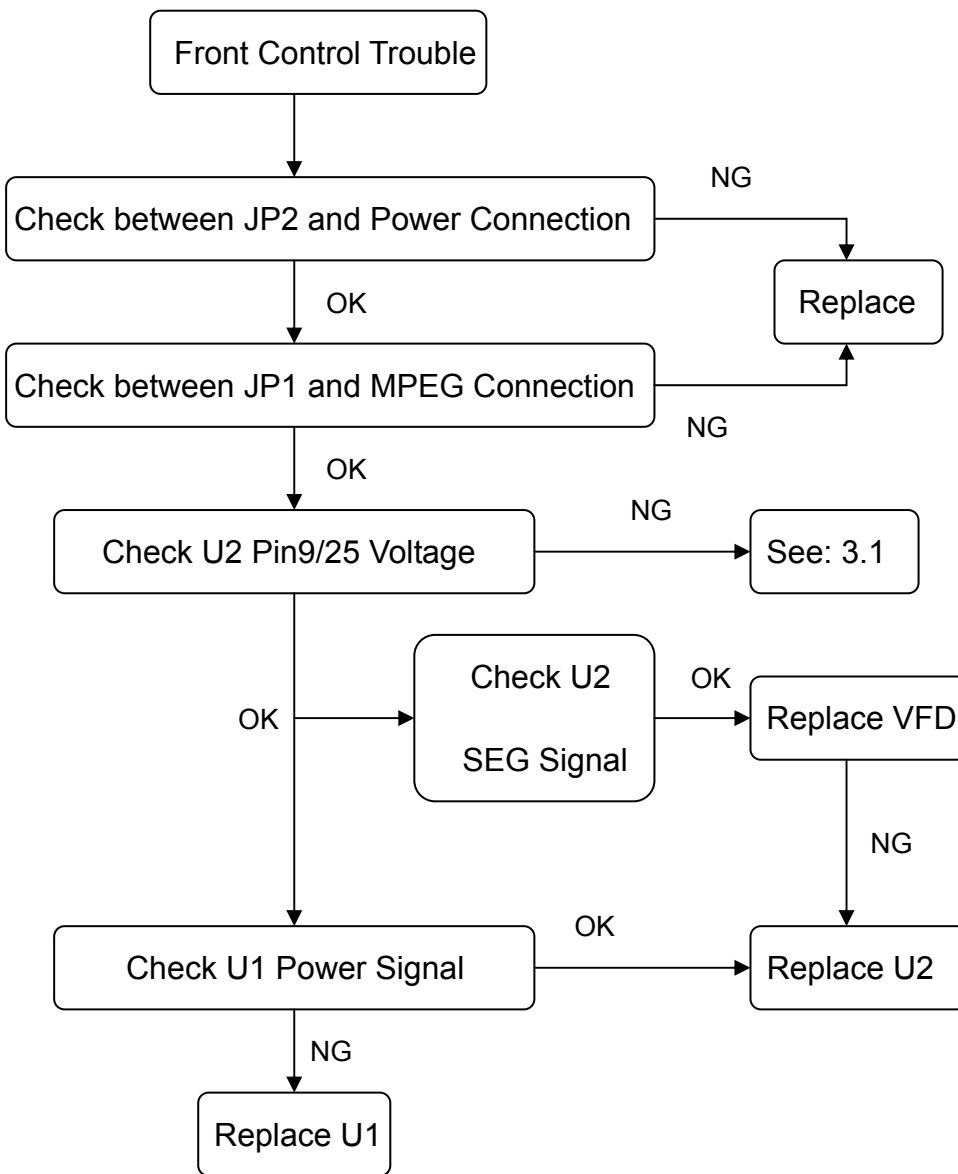 Front Control Trouble
NG
Check between JP2 and Power Connection
OK
Replace
Check between JP1 and MPEG Connection
NG
OK
NG
Check U2 Pin9/25 Voltage
See: 3.1
Check U2
SEG Signal
OK
OK
Replace VFD
NG
OK
Check U1 Power Signal
Replace U2
NG
Replace U1